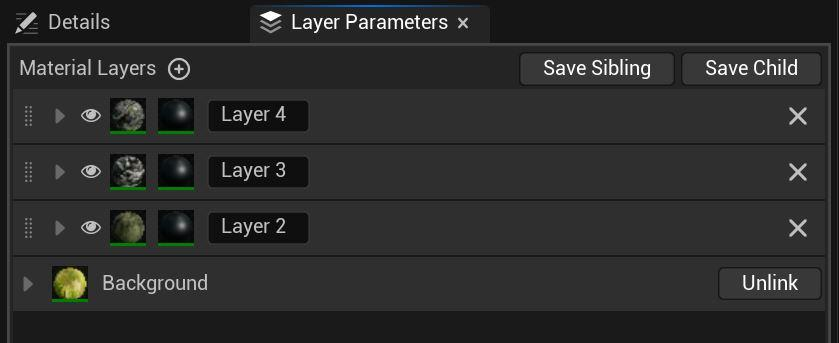 Details
Layer Parameters
Material Layers
Save Sibling
Save Child
Layer 4
Layer 3
Layer 2
Background
Unlink